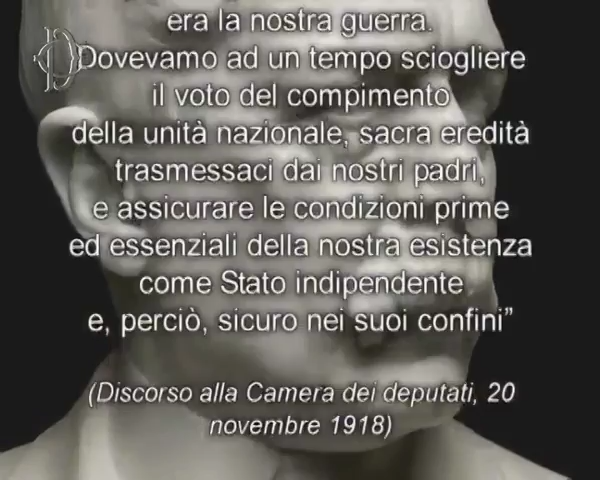 era la nostra guerra.
Dovevamo ad un tempo sciogliere
il voto del compimento
della unità nazionale, sacra eredità
trasmessaci dai nostri padri,
e assicurare le condizioni prime
ed essenziali della nostra esistenza
come Stato indipendente
e, perciò, sicuro nei suoi confini”
(Discorso alla Camera dei deputati, 20
novembre 1918)